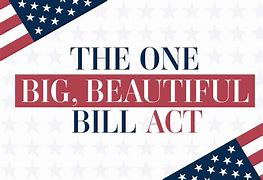 THE ONE
BIG, BEAUTIFUL
BILL ACT